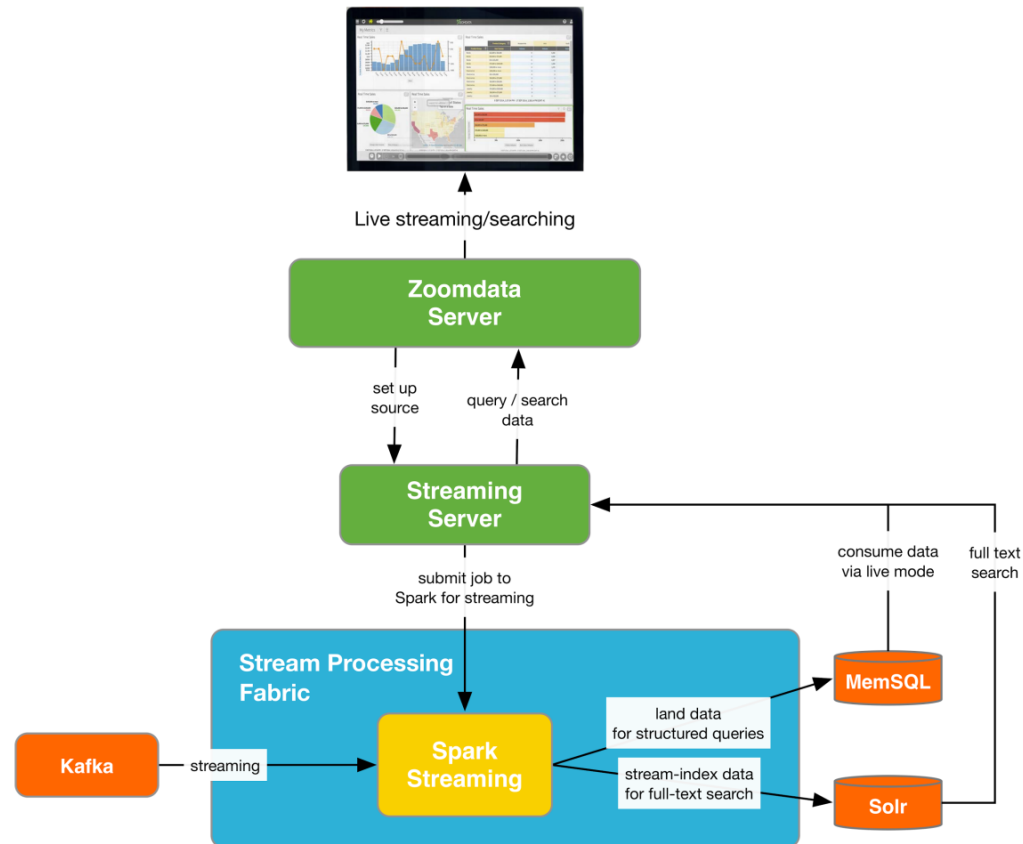 Live streaming/searching
Zoomdata
Server
set up
source
query / search
data
Streaming
Server
submit job to
Spark for streaming
consume data
via live mode
full text
search
Stream Processing
Fabric
MemSQL
land data
for structured queries
Kafka
streaming
Spark
Streaming
stream-index data
for full-text search
Solr